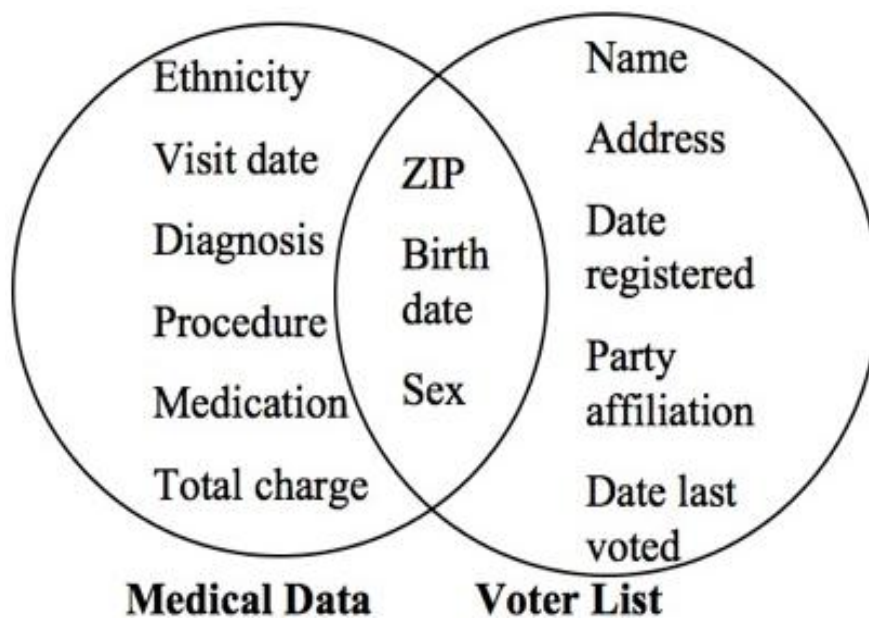 Ethnicity
Visit date
Diagnosis
Procedure
Medication
Total charge
ZIP
Birth
date
Sex
Name
Address
Date
registered
Party
affiliation
Date last
voted
Medical Data
Voter List